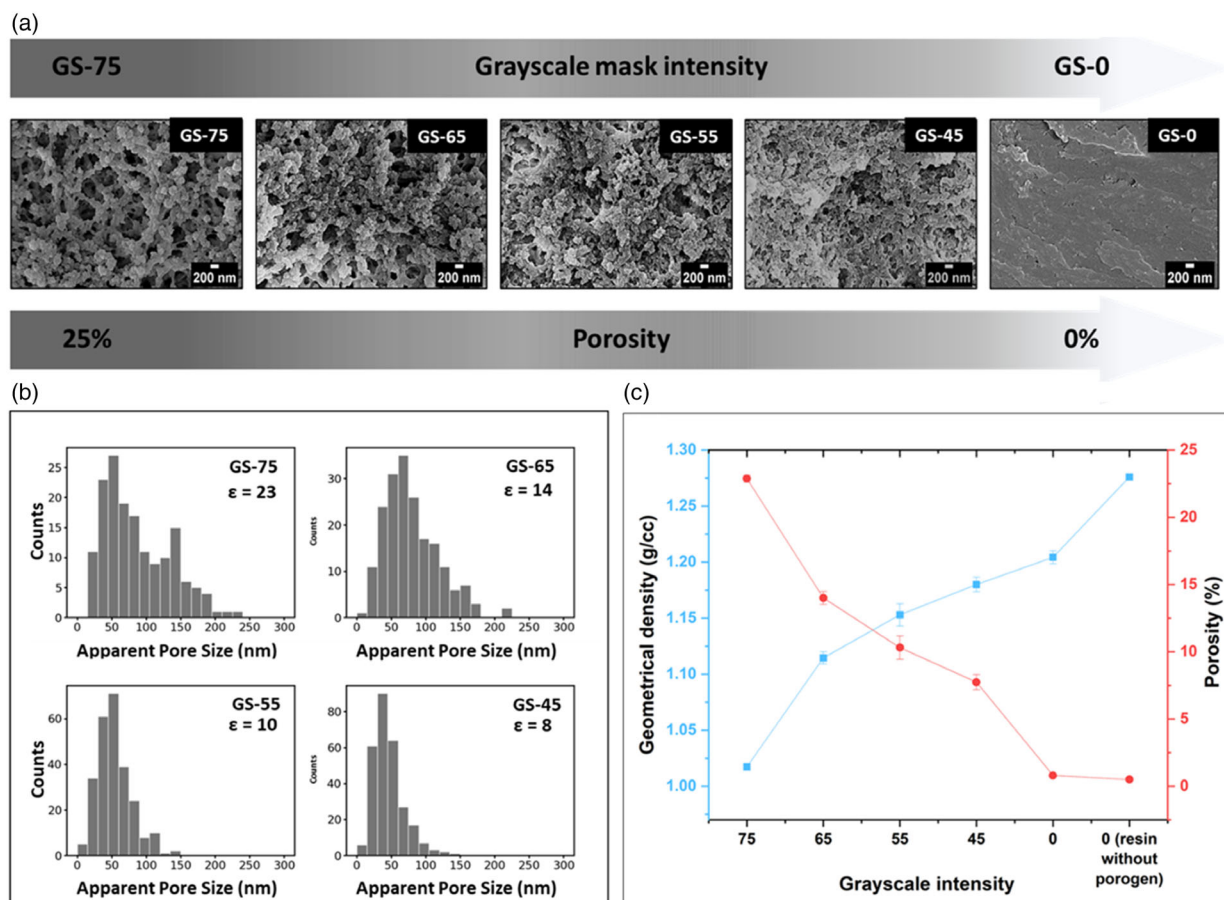 (a)
GS-75 Grayscale mask intensity GS-0
GS-75 GS-65 GS-55 GS-45 GS-0
200 nm 200 nm 200 nm 200 nm 200 nm
25% Porosity 0%
(b)
GS-75
ε = 23
Counts
25
20
15
10
5
0
0 50 100 150 200 250 300
Apparent Pore Size (nm)
GS-65
ε = 14
Counts
30
20
10
0
0 50 100 150 200 250 300
Apparent Pore Size (nm)
GS-55
ε = 10
Counts
60
40
20
0
0 50 100 150 200 250 300
Apparent Pore Size (nm)
GS-45
ε = 8
Counts
80
60
40
20
0
0 50 100 150 200 250 300
Apparent Pore Size (nm)
(c)
Geometrical density (g/cc)
1.30
1.25
1.20
1.15
1.10
1.05
1.00
Porosity (%)
25
20
15
10
5
0
75 65 55 45 0 0 (resin
without
porogen)
Grayscale intensity